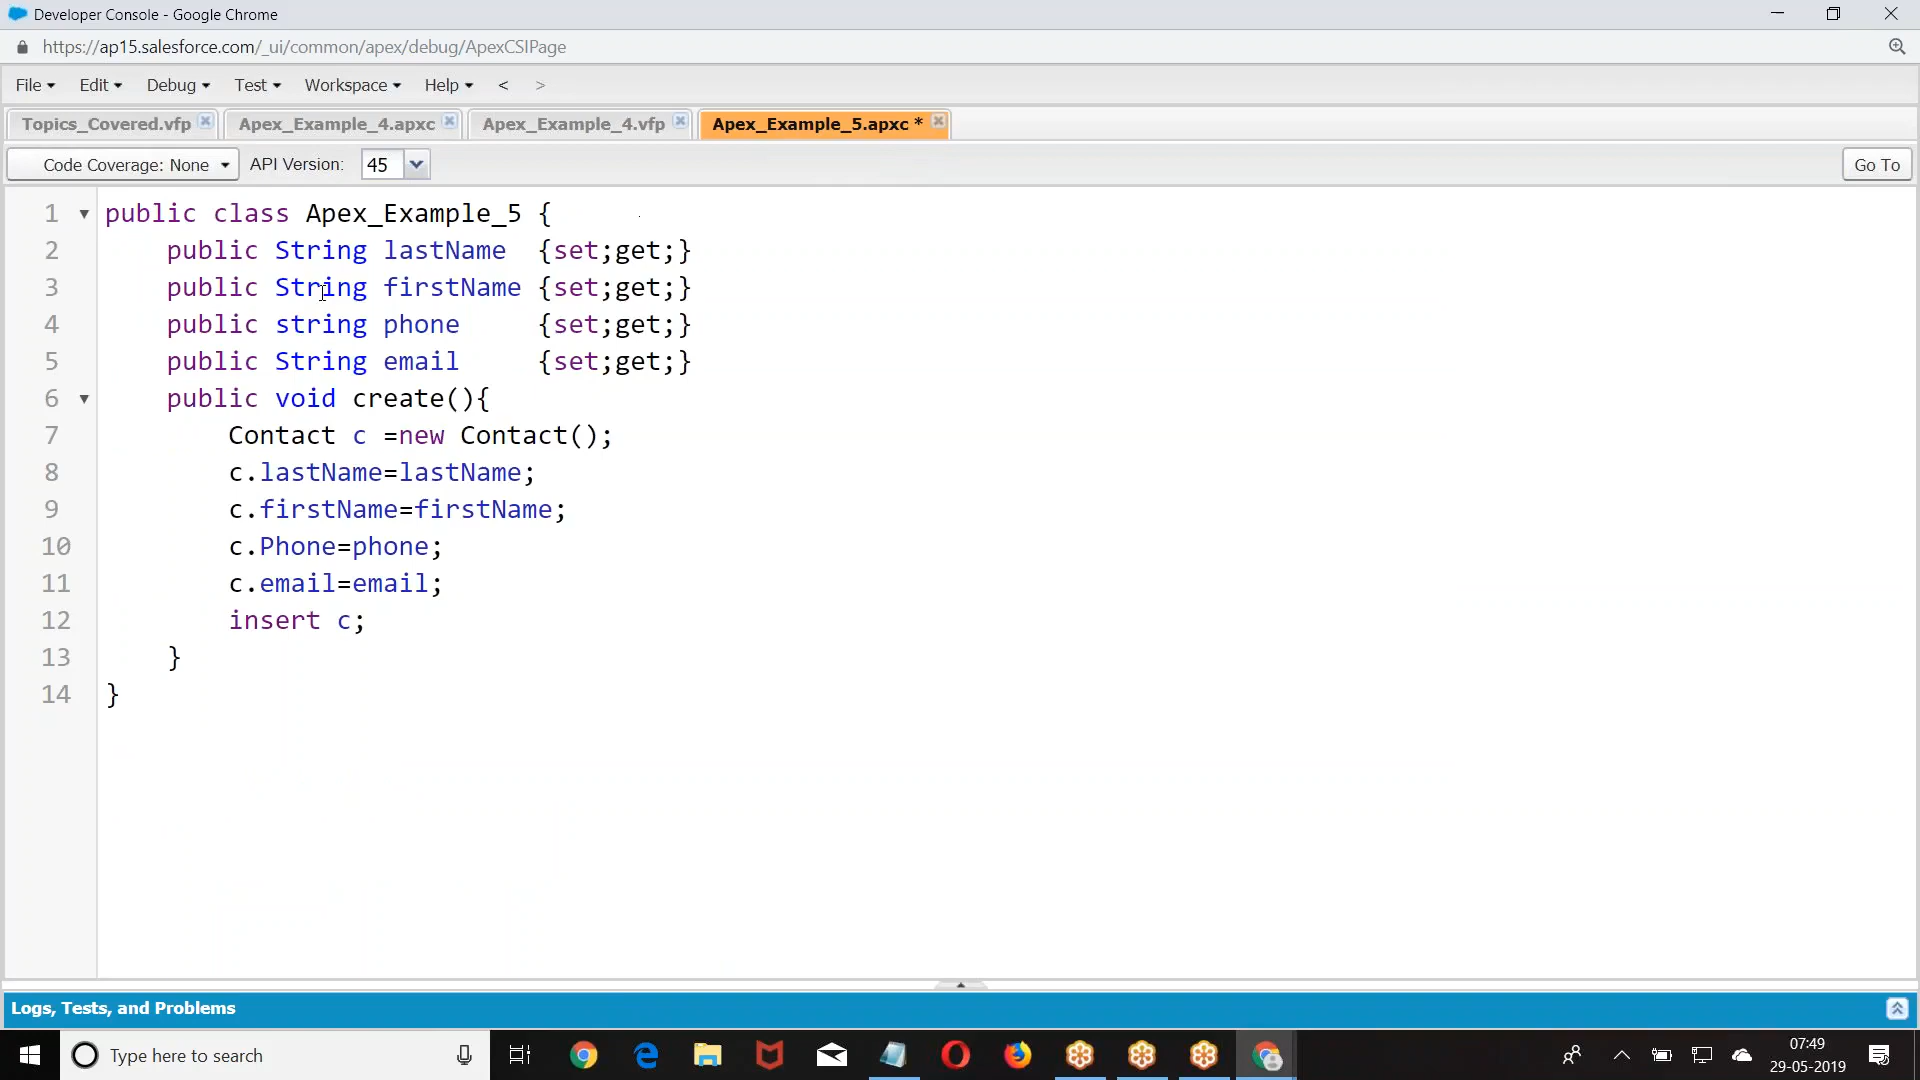 Developer Console - Google Chrome
https://ap15.salesforce.com/_ui/common/apex/debug/ApexCSIPage
File Edit Debug Test Workspace Help < >
Topics_Covered.vfp Apex_Example_4.apxc Apex_Example_4.vfp Apex_Example_5.apxc *
Code Coverage: None API Version: 45 Go To
1 public class Apex_Example_5 {
2 public String lastName {set;get;}
3 public String firstName {set;get;}
4 public string phone {set;get;}
5 public String email {set;get;}
6 public void create(){
7 Contact c =new Contact();
8 c.lastName=lastName;
9 c.firstName=firstName;
10 c.Phone=phone;
11 c.email=email;
12 insert c;
13 }
14 }
Logs, Tests, and Problems
Type here to search
07:49
29-05-2019